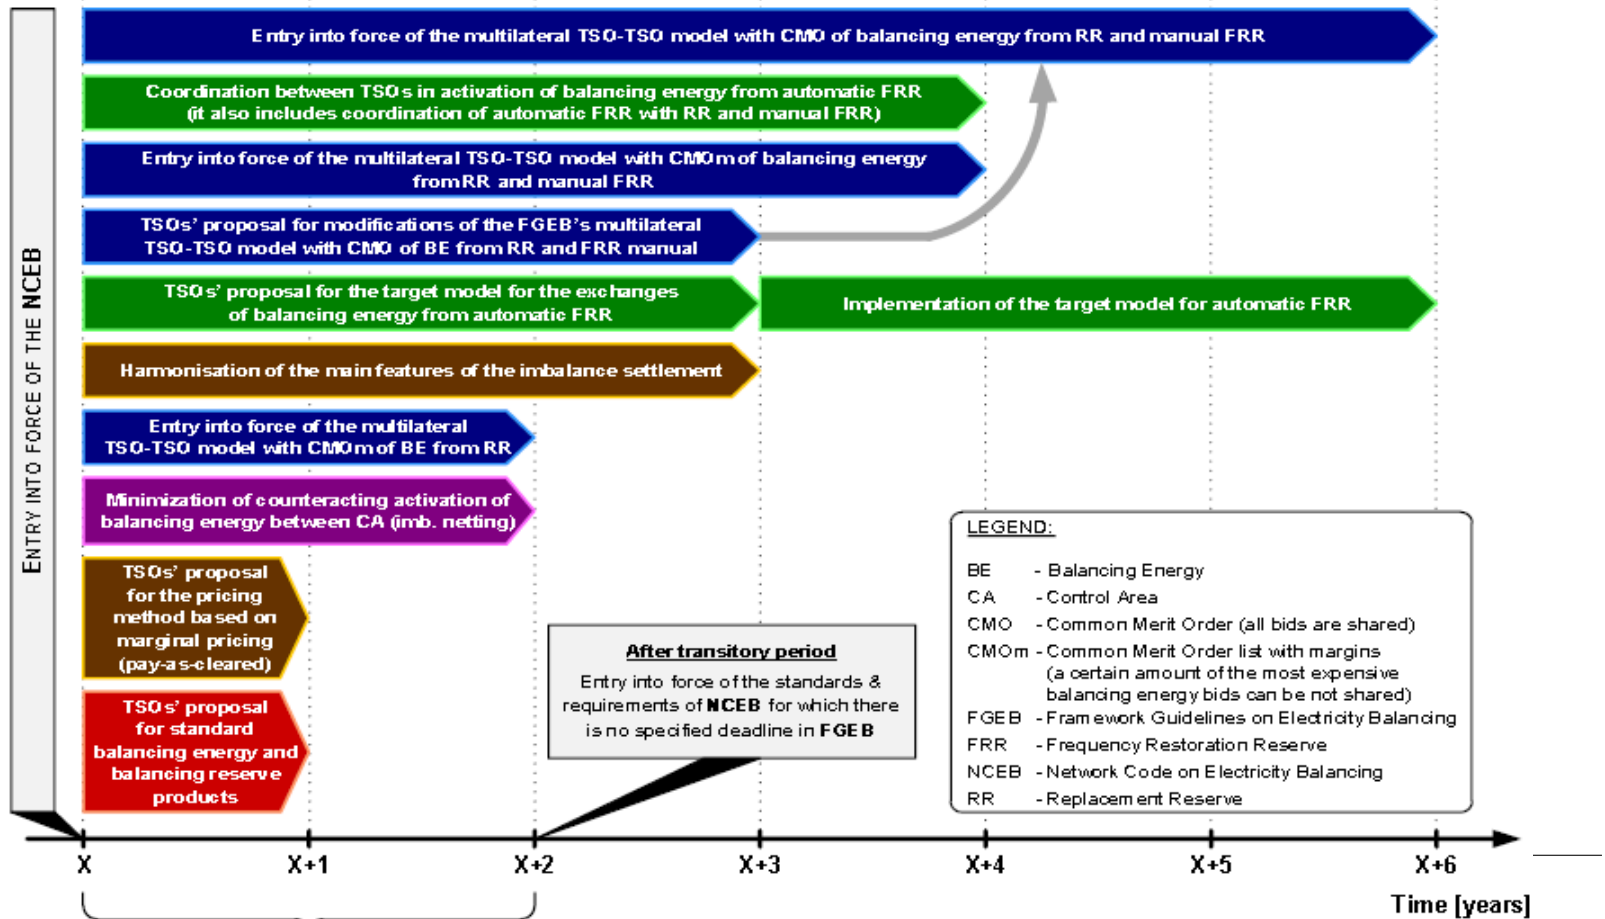 Entry into force of the multilateral TSO-TSO model with CMO of balancing energy from RR and manual FRR
Coordination between TSOs in activation of balancing energy from automatic FRR
(it also includes coordination of automatic FRR with RR and manual FRR)
Entry into force of the multilateral TSO-TSO model with CMOm of balancing energy
from RR and manual FRR
TSOs' proposal for modifications of the FGEB's multilateral
TSO-TSO model with CMO of BE from RR and FRR manual
TSOs' proposal for the target model for the exchanges
of balancing energy from automatic FRR
Implementation of the target model for automatic FRR
Harmonisation of the main features of the imbalance settlement
Entry into force of the multilateral
TSO-TSO model with CMOm of BE from RR
Minimization of counteracting activation of
balancing energy between CA (imb. netting)
TSOs' proposal
for the pricing
method based on
marginal pricing
(pay-as-cleared)
TSOs' proposal
for standard
balancing energy and
balancing reserve
products
ENTRY INTO FORCE OF THE NCEB
After transitory period
Entry into force of the standards &
requirements of NCEB for which there
is no specified deadline in FGEB
LEGEND:
BE - Balancing Energy
CA - Control Area
CMO - Common Merit Order (all bids are shared)
CMOm - Common Merit Order list with margins
(a certain amount of the most expensive
balancing energy bids can be not shared)
FGEB - Framework Guidelines on Electricity Balancing
FRR - Frequency Restoration Reserve
NCEB - Network Code on Electricity Balancing
RR - Replacement Reserve
X X+1 X+2 X+3 X+4 X+5 X+6
Time [years]